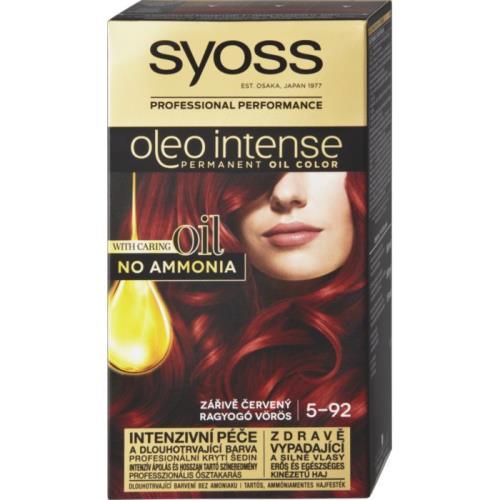 SYOSS
EST. OSAKA, JAPAN 1977
PROFESSIONAL PERFORMANCE
oleo intense
PERMANENT OIL COLOR
WITH CARING oil
NO AMMONIA
ZÁŘIVĚ ČERVENÝ
RAGYOGÓ VÖRÖS 5-92
INTENZIVNÍ PÉČE
A DLOUHOTRVAJÍCÍ BARVA
PROFESIONÁLNÍ KRYTÍ ŠEDIN
INTENZÍV ÁPOLÁS ÉS HOSSZAN TARTÓ SZÍNEREDMÉNY
PROFESSZIONÁLIS ŐSZTAKARÁS
ZDRAVĚ
VYPADAJÍCÍ
A SILNÉ VLASY
ERŐS ÉS EGÉSZSÉGES
KINÉZETŰ HAJ
DLOUHOTRVAJÍCÍ BARVENÍ BEZ AMONIAKU | TARTÓS, AMMÓNIAMENTES HAJFESTÉK